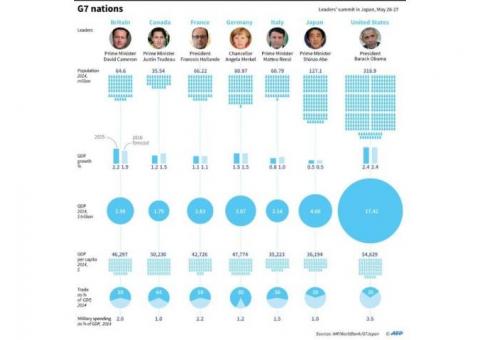 G7 nations
Leaders' summit in Japan, May 26-27
Britain Canada France Germany Italy Japan United States
Leaders
Prime Minister David Cameron
Prime Minister Justin Trudeau
President Francois Hollande
Chancellor Angela Merkel
Prime Minister Matteo Renzi
Prime Minister Shinzo Abe
President Barack Obama
Population
2014,
million
64.6 35.54 66.22 80.97 60.79 127.1 318.9
2015
2016
forecast
GDP
growth
%
2.2 1.9 1.2 1.5 1.1 1.1 1.5 1.5 0.8 1.0 0.5 0.5 2.4 2.4
GDP
2014,
$ trillion
2.99 1.79 2.83 3.87 2.14 4.60 17.42
GDP
per capita
2014,
$
46,297 50,230 42,726 47,774 35,223 36,194 54,629
Trade
as %
of GDP,
2014
Military spending
as % of GDP, 2014
2.0 1.0 2.2 1.2 1.5 1.0 3.5
Sources: IMF/WorldBank/G7Japan
© AFP